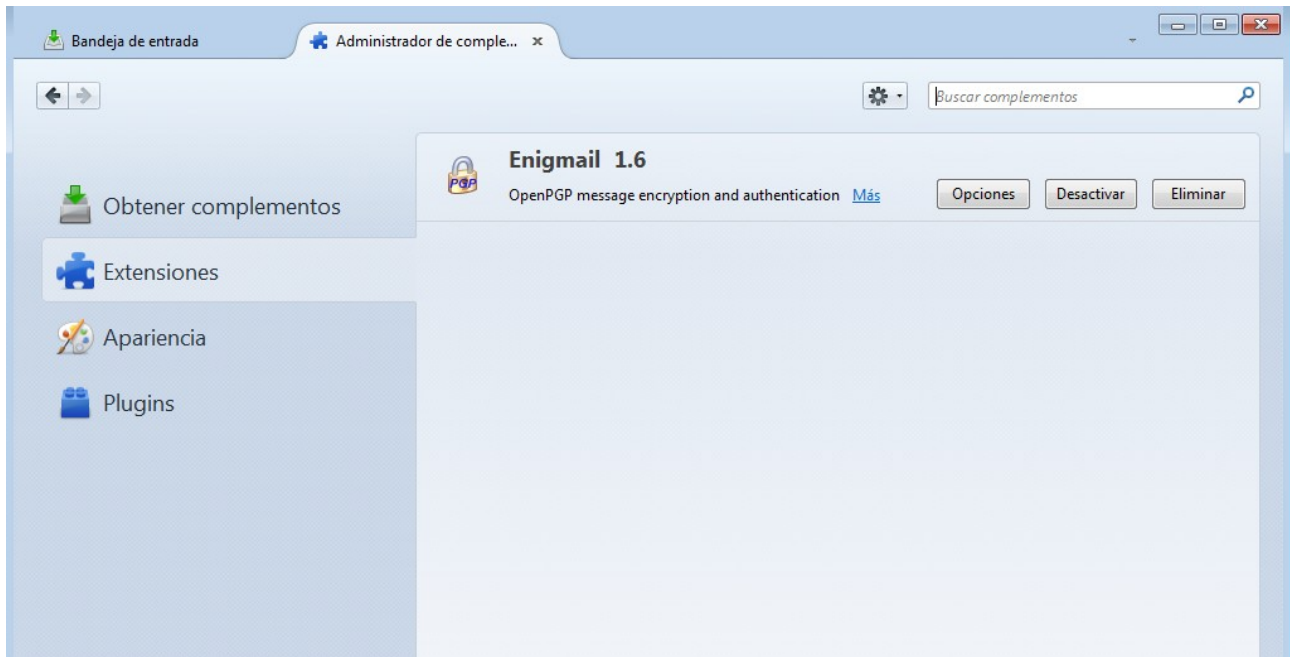 Bandeja de entrada
Administrador de comple...
Buscar complementos
Obtener complementos
Extensiones
Apariencia
Plugins
PGP
Enigmail 1.6
OpenPGP message encryption and authentication Más
Opciones Desactivar Eliminar